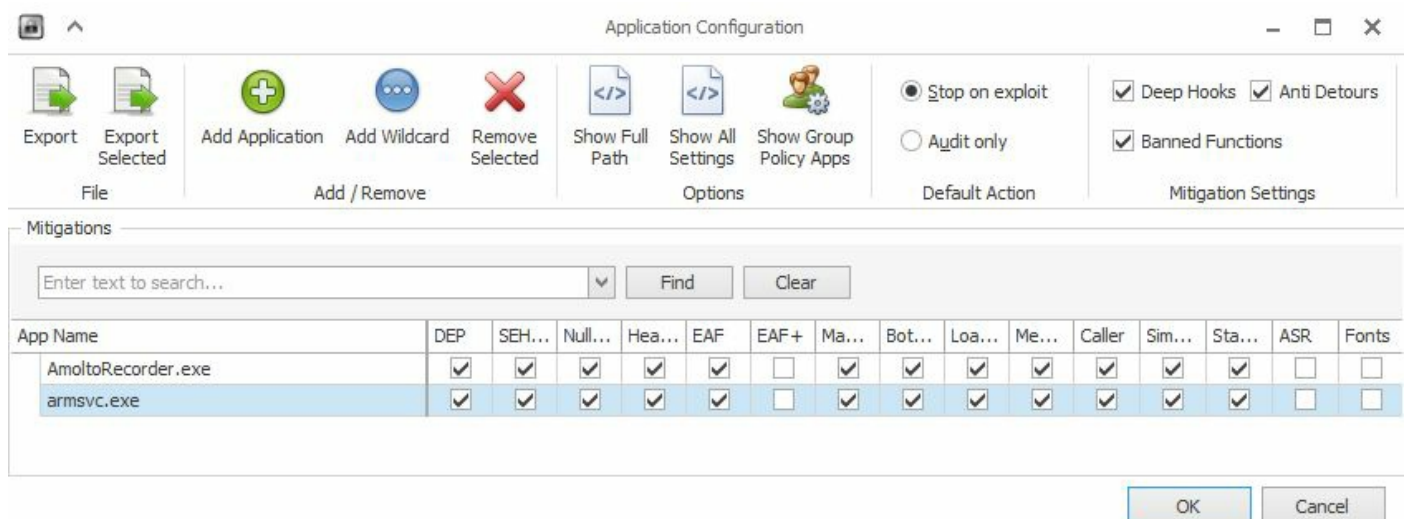 Application Configuration
Export
Export Selected
Add Application
Add Wildcard
Remove Selected
Show Full Path
Show All Settings
Show Group Policy Apps
Stop on exploit
Audit only
Deep Hooks
Anti Detours
Banned Functions
File
Add / Remove
Options
Default Action
Mitigation Settings
Mitigations
Enter text to search...
Find
Clear
App Name DEP SEH... Null... Hea... EAF EAF+ Ma... Bot... Loa... Me... Caller Sim... Sta... ASR Fonts
AmoltoRecorder.exe
armsvc.exe
OK
Cancel